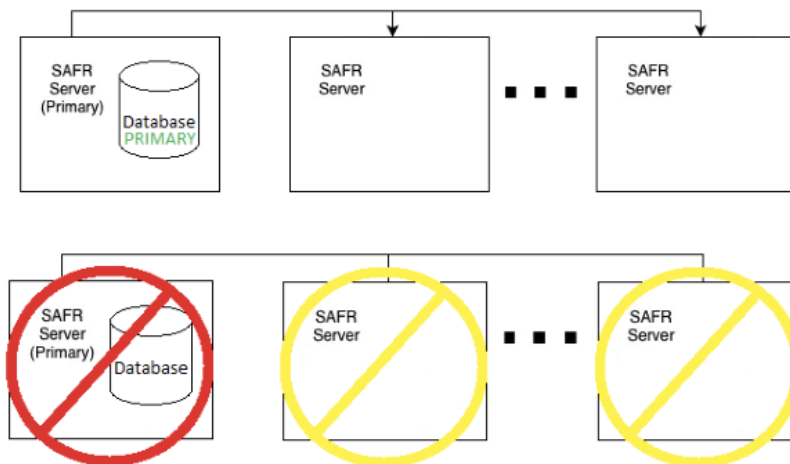 SAFR
Server
(Primary)
Database
PRIMARY
SAFR
Server
SAFR
Server
SAFR
Server
(Primary)
Database
SAFR
Server
SAFR
Server